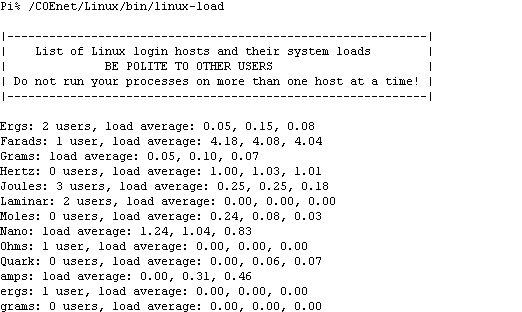 Pi% /COEnet/Linux/bin/linux-load
|---------------------------------------------------------------|
| List of Linux login hosts and their system loads |
| BE POLITE TO OTHER USERS |
| Do not run your processes on more than one host at a time! |
|---------------------------------------------------------------|
Ergs: 2 users, load average: 0.05, 0.15, 0.08
Farads: 1 user, load average: 4.18, 4.08, 4.04
Grams: load average: 0.05, 0.10, 0.07
Hertz: 0 users, load average: 1.00, 1.03, 1.01
Joules: 3 users, load average: 0.25, 0.25, 0.18
Laminar: 2 users, load average: 0.00, 0.00, 0.00
Moles: 0 users, load average: 0.24, 0.08, 0.03
Nano: load average: 1.24, 1.04, 0.83
Ohms: 1 user, load average: 0.00, 0.00, 0.00
Quark: 0 users, load average: 0.00, 0.06, 0.07
amps: load average: 0.00, 0.31, 0.46
ergs: 1 user, load average: 0.00, 0.00, 0.00
grams: 0 users, load average: 0.00, 0.00, 0.00